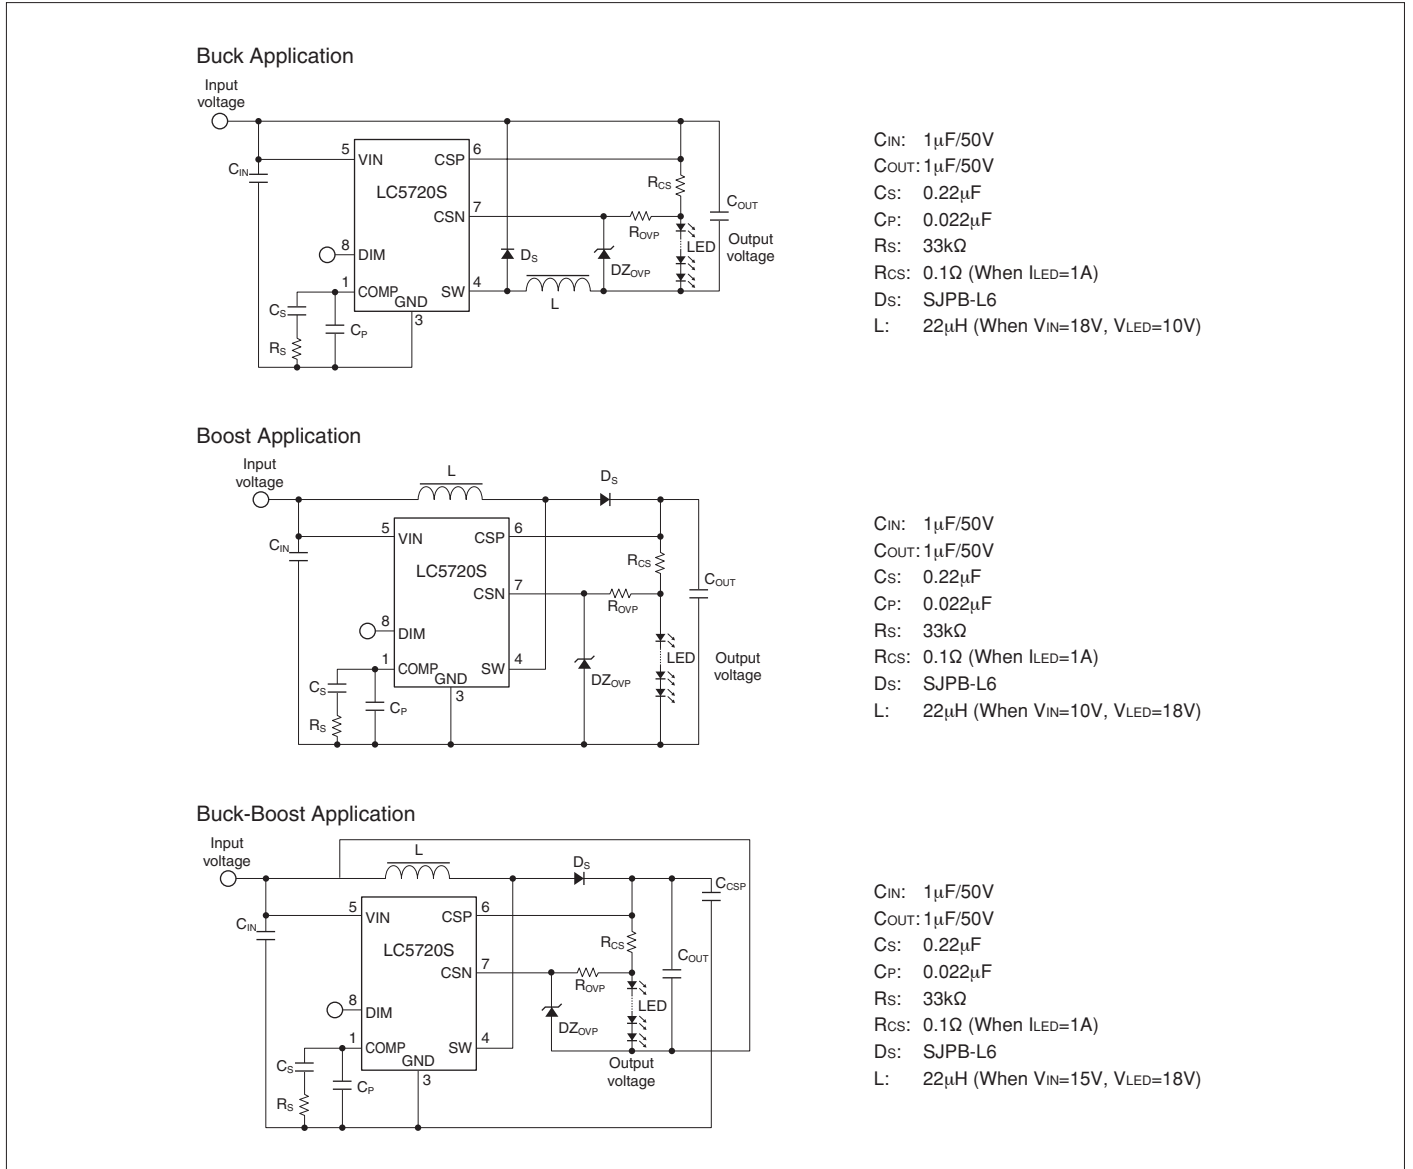 Buck Application
Input
voltage
5
VIN
CSP
6
CIN
LC5720S
RCS
COUT
CSN
7
ROVP
LED
Output
voltage
8
DIM
DS
DZOVP
1
COMP
GND
SW
4
L
3
CS
CP
RS
CIN: 1μF/50V
COUT: 1μF/50V
CS: 0.22μF
CP: 0.022μF
RS: 33kΩ
RCS: 0.1Ω (When ILED=1A)
DS: SJPB-L6
L: 22μH (When VIN=18V, VLED=10V)
Boost Application
Input
voltage
L
DS
5
VIN
CSP
6
CIN
LC5720S
RCS
COUT
CSN
7
ROVP
8
DIM
LED
Output
voltage
1
COMP
GND
SW
4
DZOVP
3
CS
CP
RS
CIN: 1μF/50V
COUT: 1μF/50V
CS: 0.22μF
CP: 0.022μF
RS: 33kΩ
RCS: 0.1Ω (When ILED=1A)
DS: SJPB-L6
L: 22μH (When VIN=10V, VLED=18V)
Buck-Boost Application
Input
voltage
L
DS
CCSP
5
VIN
CSP
6
CIN
LC5720S
RCS
COUT
CSN
7
ROVP
8
DIM
LED
DZOVP
1
COMP
GND
SW
4
Output
voltage
3
CS
CP
RS
CIN: 1μF/50V
COUT: 1μF/50V
CS: 0.22μF
CP: 0.022μF
RS: 33kΩ
RCS: 0.1Ω (When ILED=1A)
DS: SJPB-L6
L: 22μH (When VIN=15V, VLED=18V)